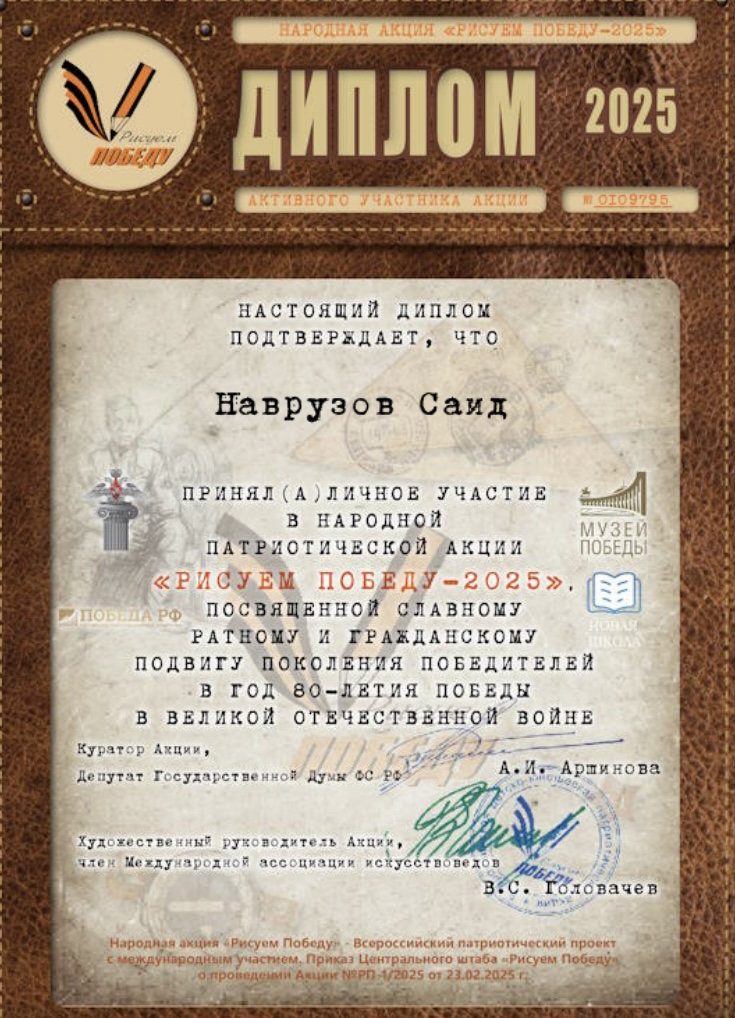 НАРОДНАЯ АКЦИЯ «РИСУЕМ ПОБЕДУ-2025»
Рисуем
ПОБЕДУ
ДИПЛОМ 2025
АКТИВНОГО УЧАСТНИКА АКЦИИ № 0109795
НАСТОЯЩИЙ ДИПЛОМ
ПОДТВЕРЖДАЕТ, ЧТО
Наврузов Саид
ПРИНЯЛ(А)ЛИЧНОЕ УЧАСТИЕ
В НАРОДНОЙ
ПАТРИОТИЧЕСКОЙ АКЦИИ
«РИСУЕМ ПОБЕДУ-2025»,
ПОСВЯЩЕННОЙ СЛАВНОМУ
РАТНОМУ И ГРАЖДАНСКОМУ
ПОДВИГУ ПОКОЛЕНИЯ ПОБЕДИТЕЛЕЙ
В ГОД 80-ЛЕТИЯ ПОБЕДЫ
В ВЕЛИКОЙ ОТЕЧЕСТВЕННОЙ ВОЙНЕ
МУЗЕЙ
ПОБЕДЫ
ПОБЕДА РФ
НОВАЯ
ШКОЛА
Куратор Акции,
Депутат Государственной Думы ФС РФ
А.И. Аршинова
Художественный руководитель Акции,
член Международной ассоциации искусствоведов
ПОБЕДУ
В.С. Головачев
Народная акция «Рисуем Победу» - Всероссийский патриотический проект
с международным участием. Приказ Центрального штаба «Рисуем Победу»
о проведении Акции №РП-1/2025 от 23.02.2025 г.